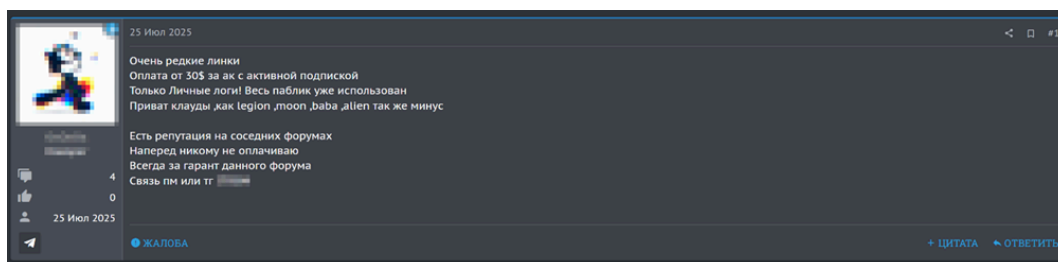 25 Июл 2025
#1
Очень редкие линки
Оплата от 30$ за ак с активной подпиской
Только Личные логи! Весь паблик уже использован
Приват клауды ,как legion ,moon ,baba ,alien так же минус
Есть репутация на соседних форумах
Наперед никому не оплачиваю
Всегда за гарант данного форума
Связь пм или тг
4
0
25 Июл 2025
ЖАЛОБА
+ ЦИТАТА
ОТВЕТИТЬ